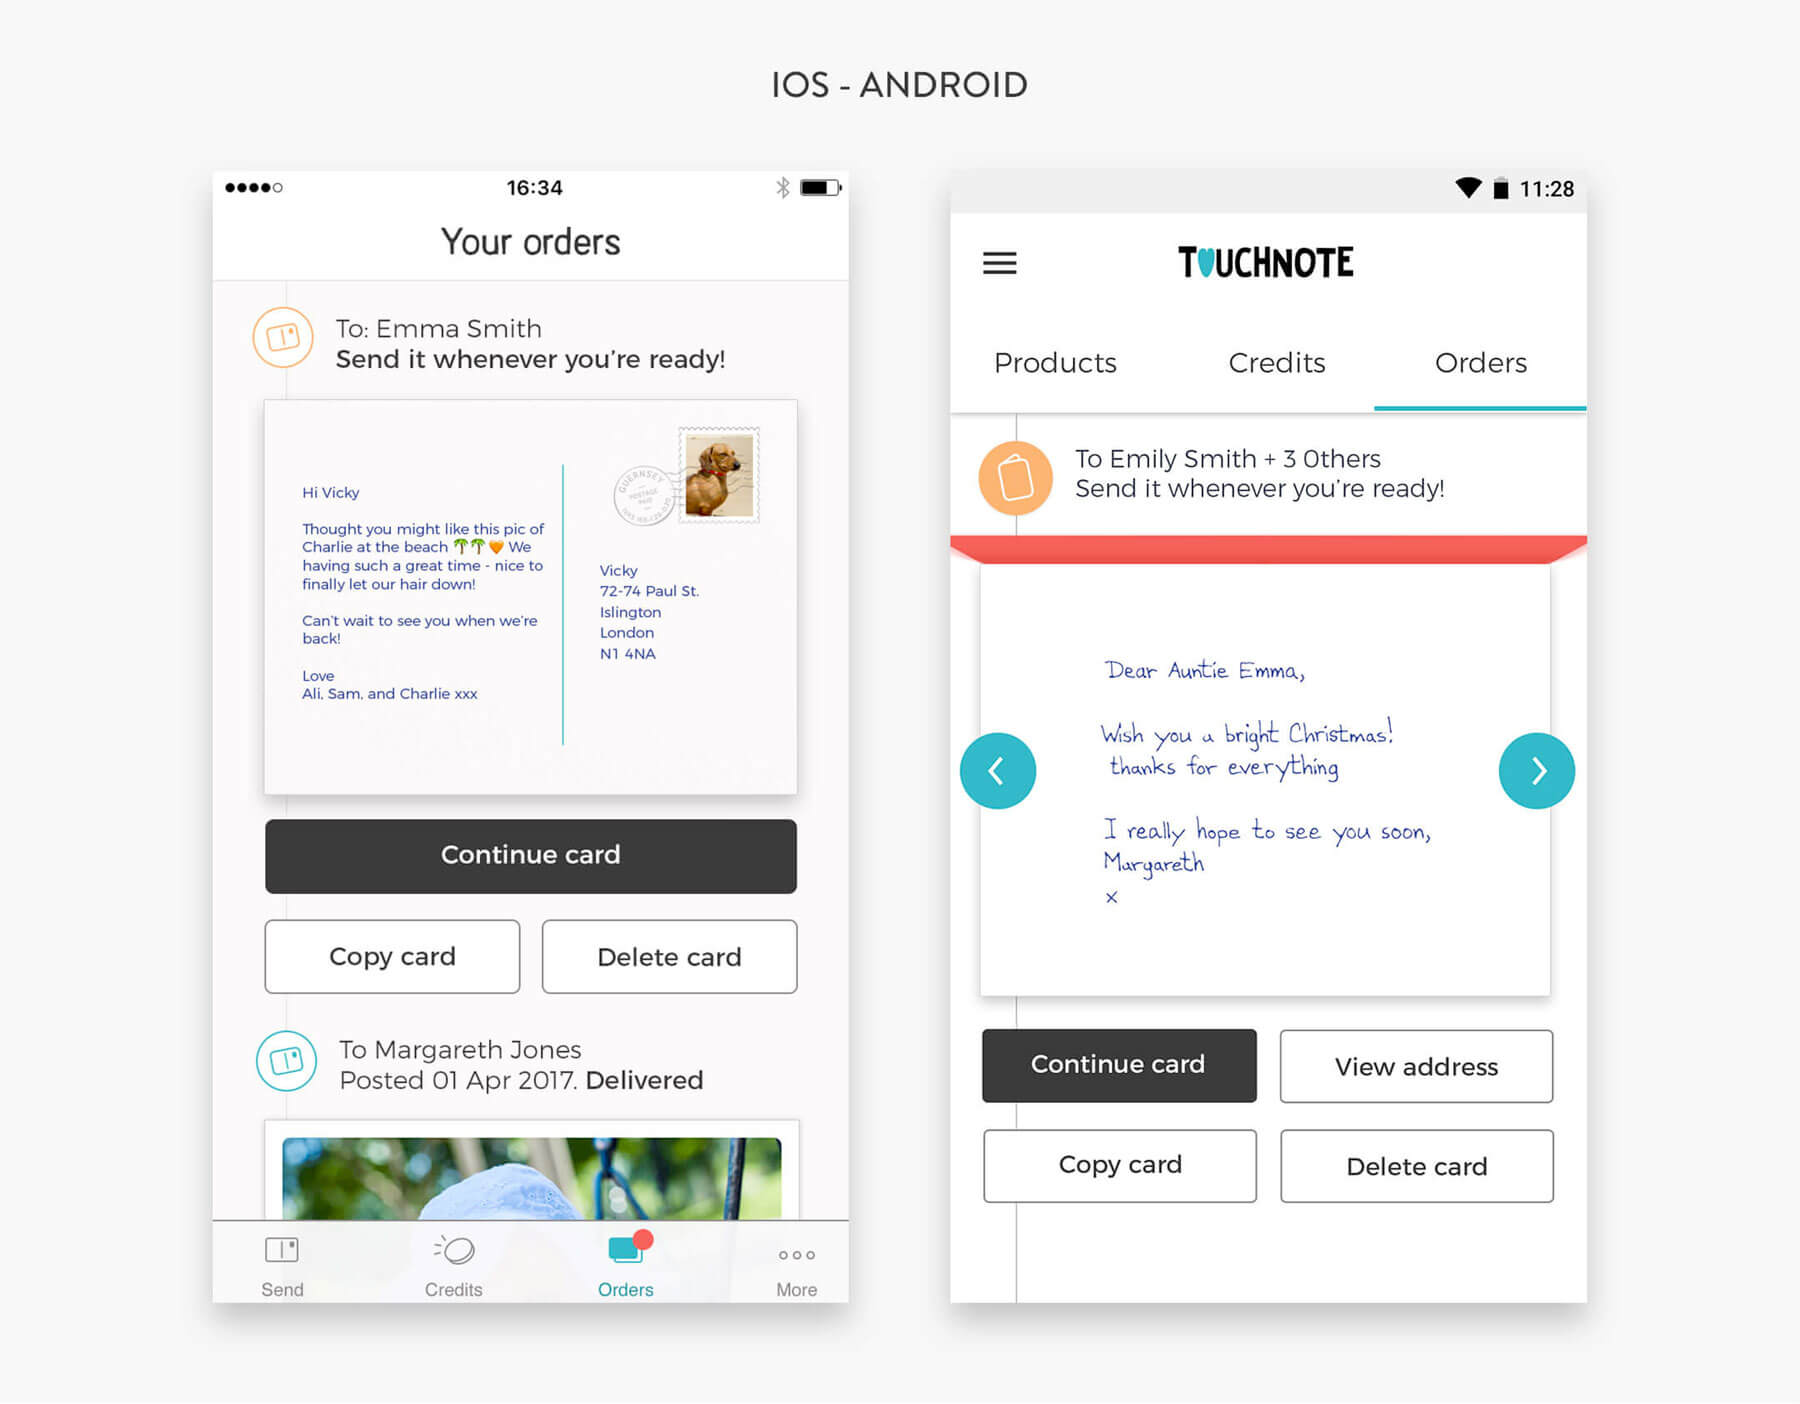 IOS - ANDROID
16:34
Your orders
To: Emma Smith
Send it whenever you're ready!
Hi Vicky
Thought you might like this pic of
Charlie at the beach 🌴🌴🧡 We
having such a great time - nice to
finally let our hair down!
Can't wait to see you when we're
back!
Love
Ali, Sam, and Charlie xxx
GUERNSEY
POSTAGE
PAID
Vicky
72-74 Paul St.
Islington
London
N1 4NA
Continue card
Copy card
Delete card
To Margareth Jones
Posted 01 Apr 2017. Delivered
Send
Credits
Orders
More
11:28
TOUCHNOTE
Products
Credits
Orders
To Emily Smith + 3 Others
Send it whenever you're ready!
Dear Auntie Emma,
Wish you a bright Christmas!
thanks for everything
I really hope to see you soon,
Margareth
x
Continue card
View address
Copy card
Delete card